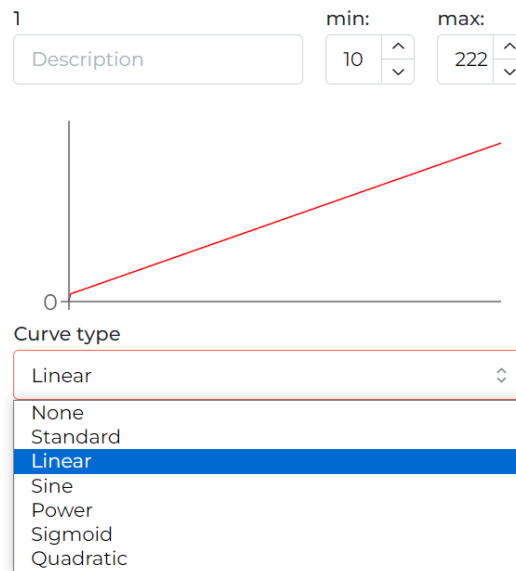 1 min: max:
Description 10 222
0
Curve type
Linear
None
Standard
Linear
Sine
Power
Sigmoid
Quadratic